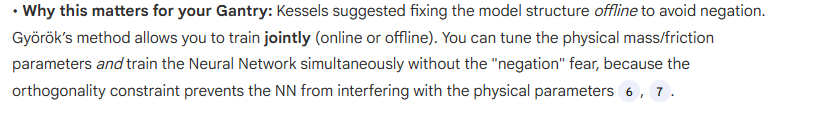 • Why this matters for your Gantry: Kessels suggested fixing the model structure offline to avoid negation.
Györök’s method allows you to train jointly (online or offline). You can tune the physical mass/friction
parameters and train the Neural Network simultaneously without the "negation" fear, because the
orthogonality constraint prevents the NN from interfering with the physical parameters 6 , 7 .